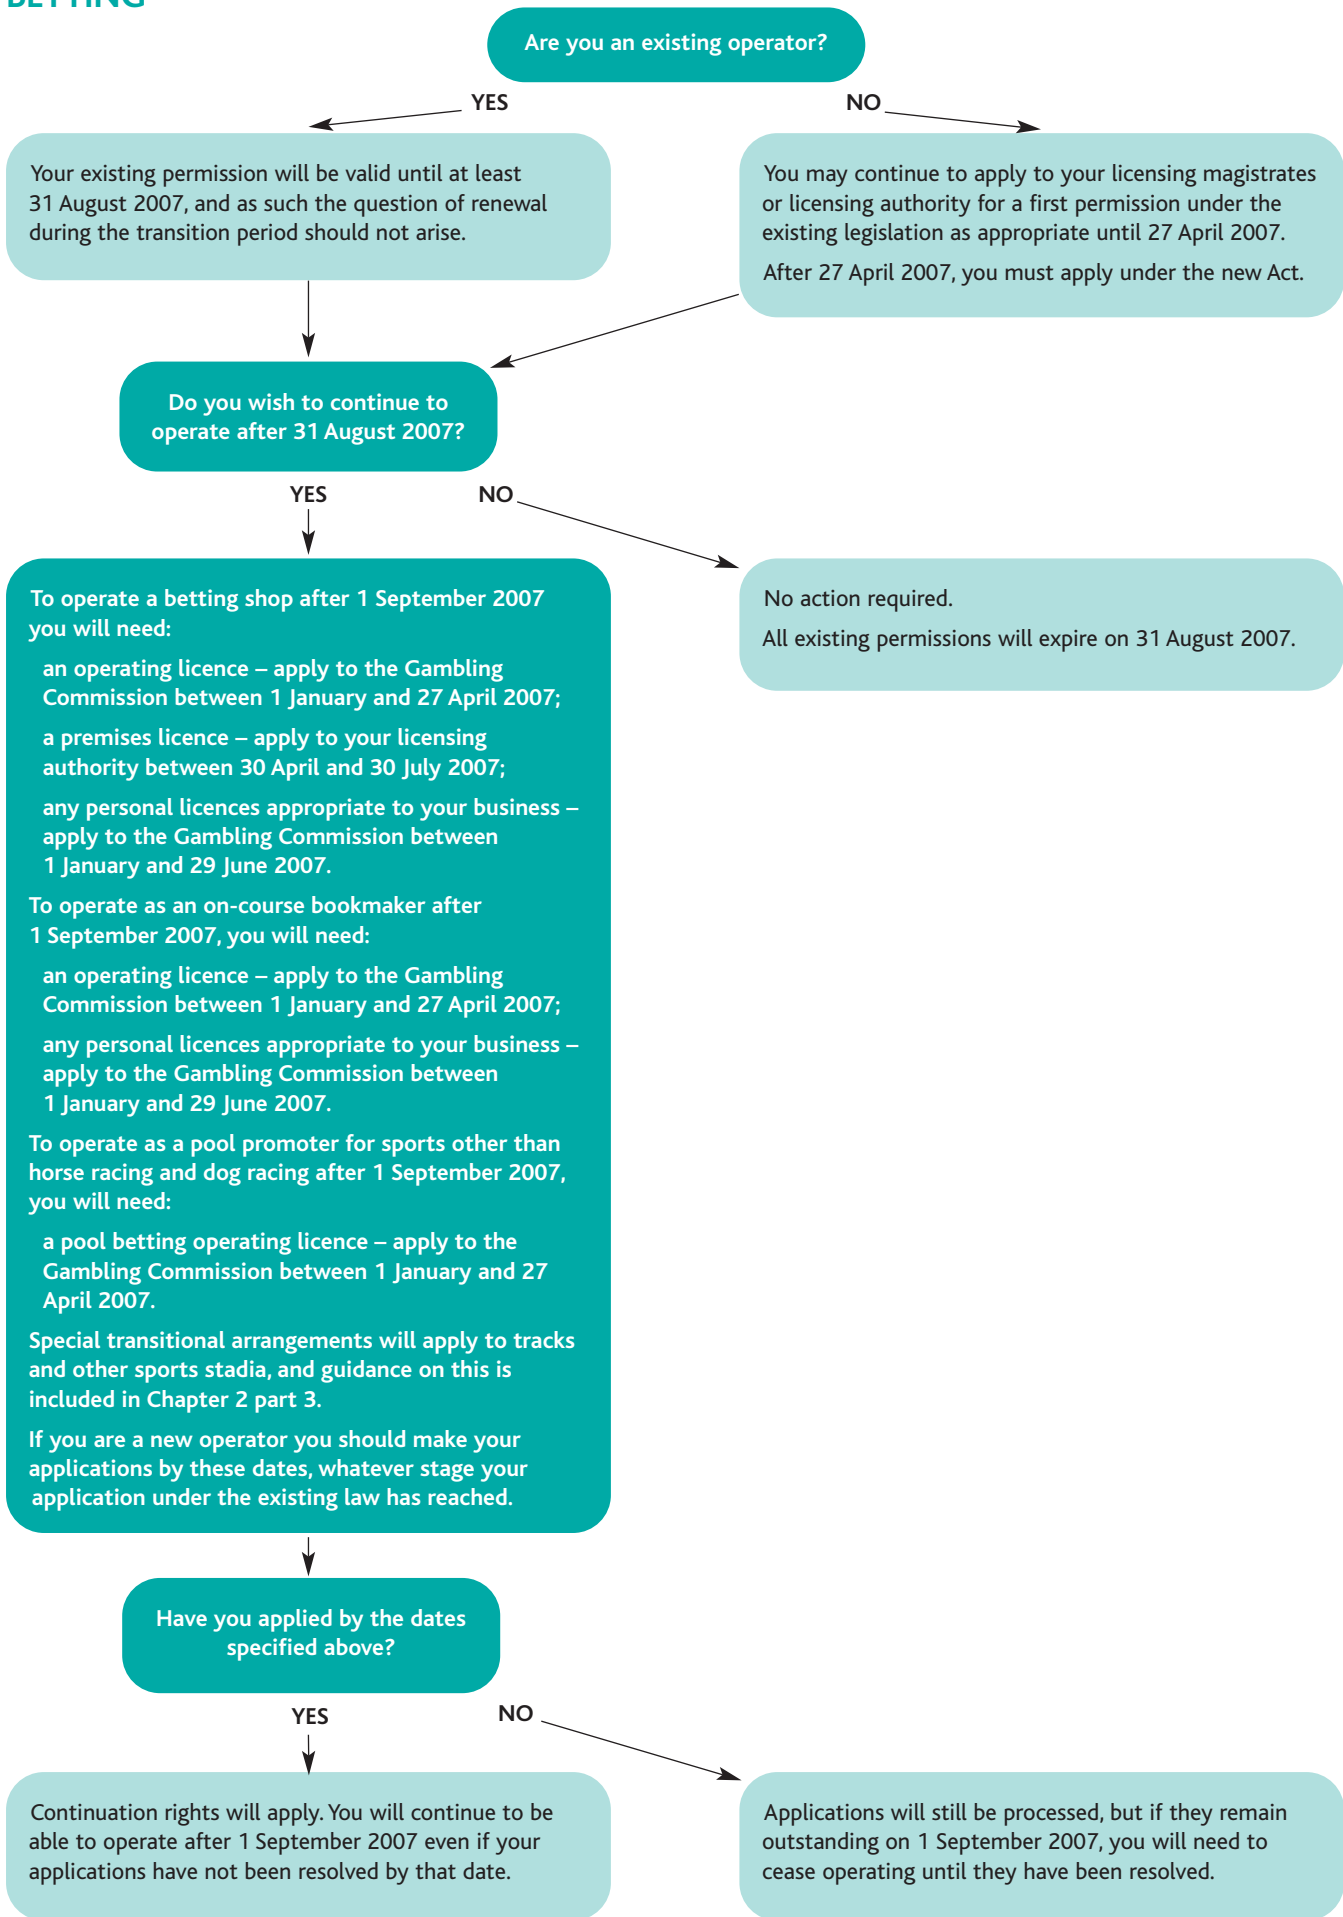 BETTING
Are you an existing operator?
YES
NO
Your existing permission will be valid until at least
31 August 2007, and as such the question of renewal
during the transition period should not arise.
You may continue to apply to your licensing magistrates
or licensing authority for a first permission under the
existing legislation as appropriate until 27 April 2007.
After 27 April 2007, you must apply under the new Act.
Do you wish to continue to
operate after 31 August 2007?
YES
NO
To operate a betting shop after 1 September 2007
you will need:
an operating licence – apply to the Gambling
Commission between 1 January and 27 April 2007;
a premises licence – apply to your licensing
authority between 30 April and 30 July 2007;
any personal licences appropriate to your business –
apply to the Gambling Commission between
1 January and 29 June 2007.
To operate as an on-course bookmaker after
1 September 2007, you will need:
an operating licence – apply to the Gambling
Commission between 1 January and 27 April 2007;
any personal licences appropriate to your business –
apply to the Gambling Commission between
1 January and 29 June 2007.
To operate as a pool promoter for sports other than
horse racing and dog racing after 1 September 2007,
you will need:
a pool betting operating licence – apply to the
Gambling Commission between 1 January and 27
April 2007.
Special transitional arrangements will apply to tracks
and other sports stadia, and guidance on this is
included in Chapter 2 part 3.
If you are a new operator you should make your
applications by these dates, whatever stage your
application under the existing law has reached.
No action required.
All existing permissions will expire on 31 August 2007.
Have you applied by the dates
specified above?
YES
NO
Continuation rights will apply. You will continue to be
able to operate after 1 September 2007 even if your
applications have not been resolved by that date.
Applications will still be processed, but if they remain
outstanding on 1 September 2007, you will need to
cease operating until they have been resolved.